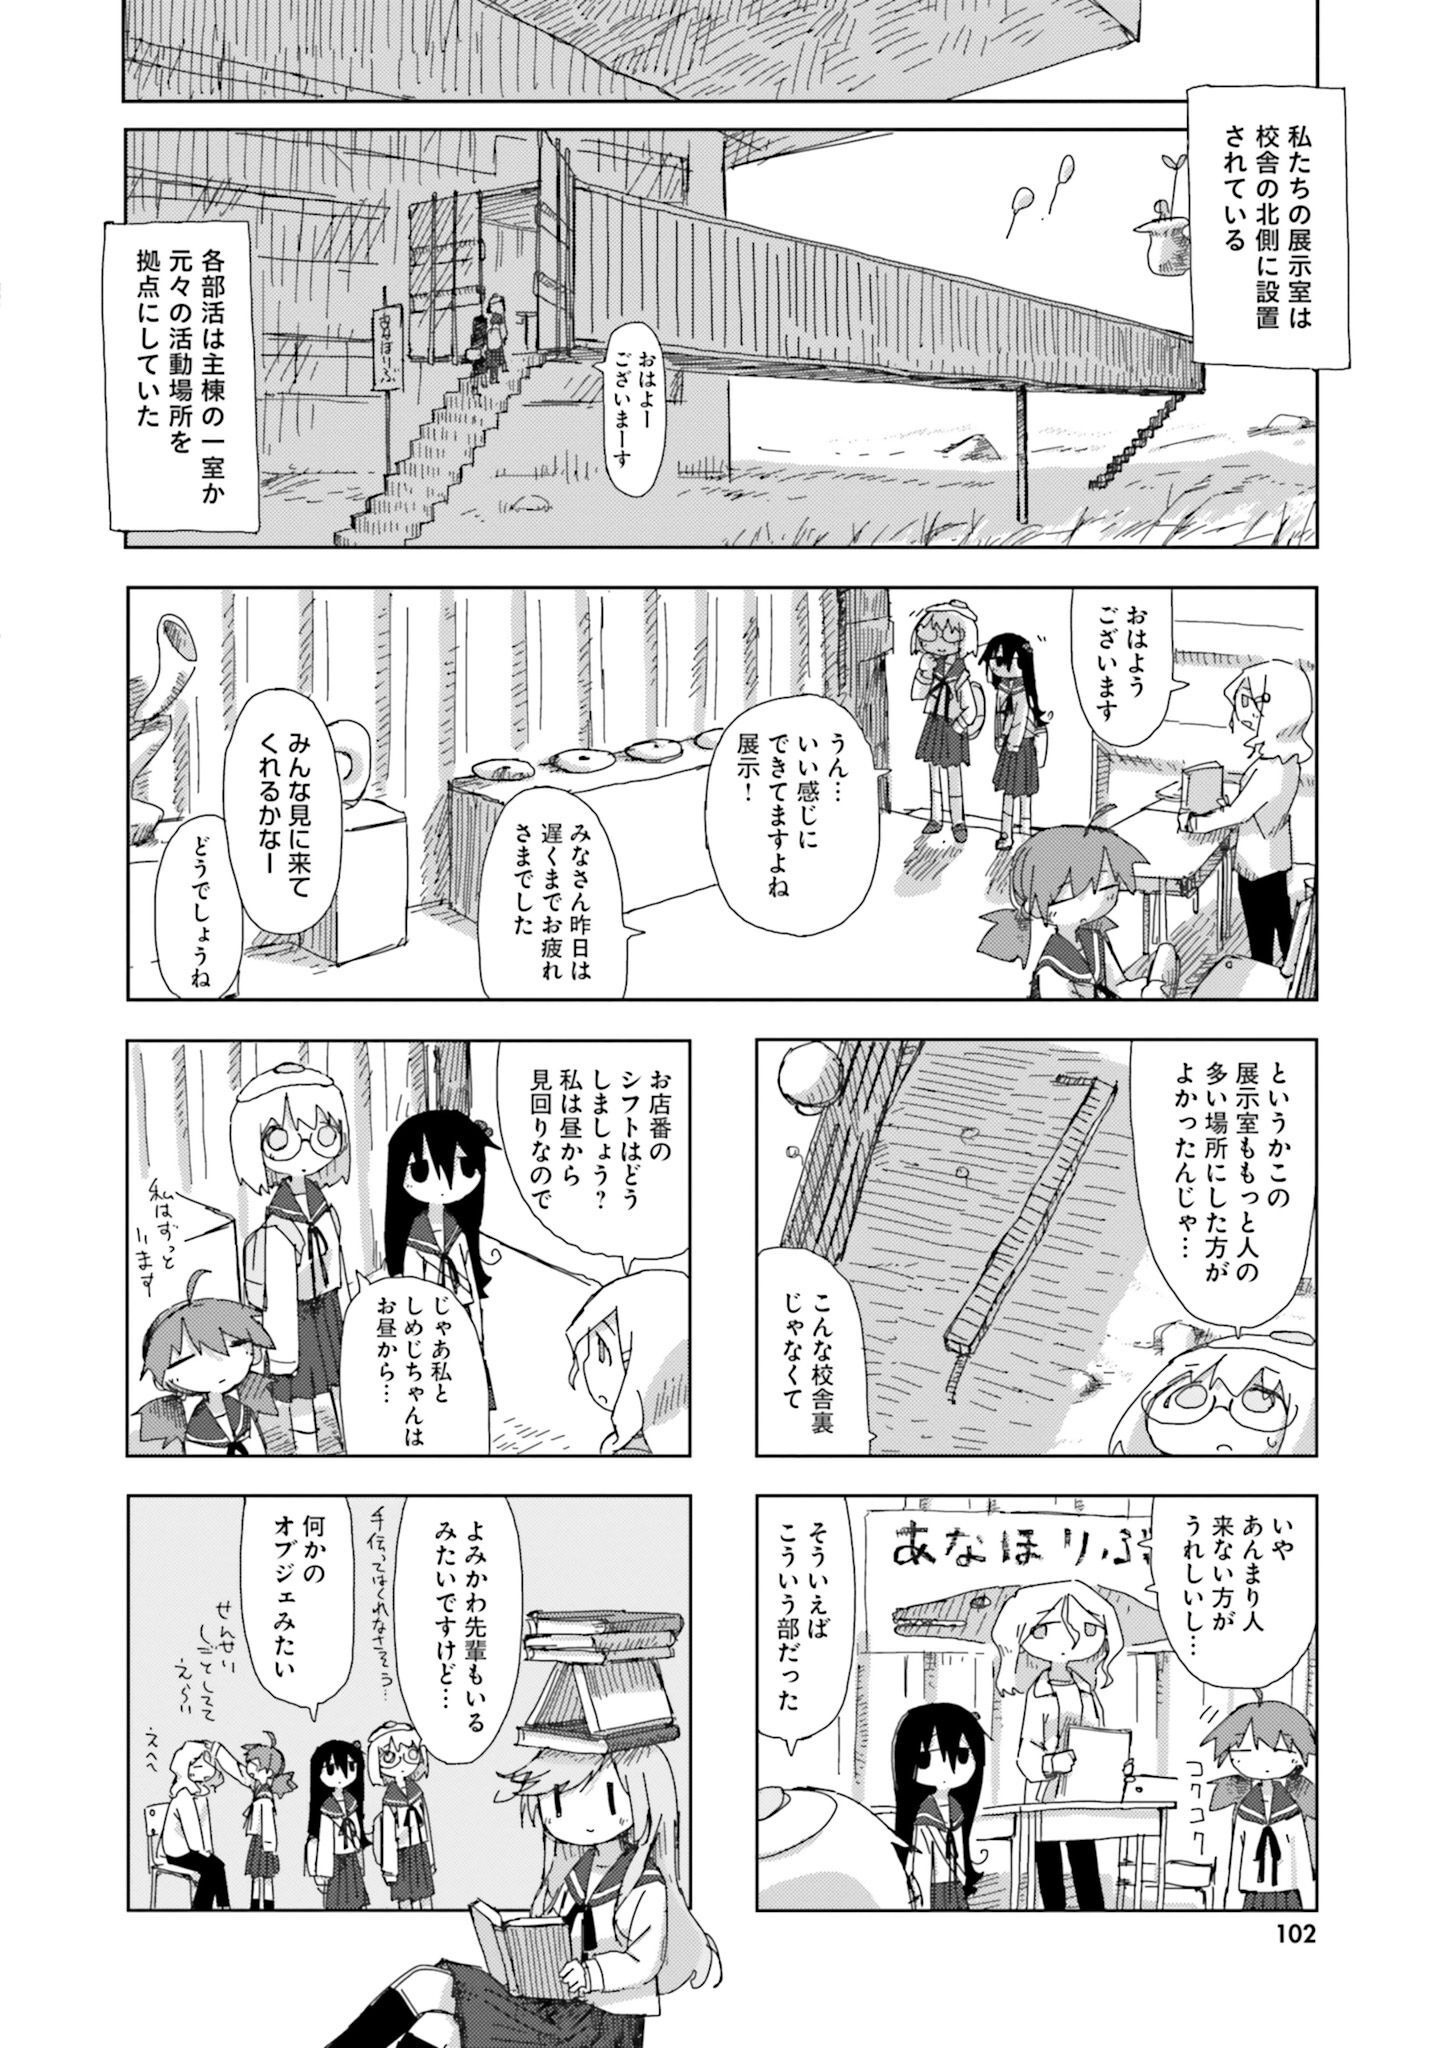 私たちの展示室は
校舎の北側に設置
されている
各部活は主棟の一室か
元々の活動場所を
拠点にしていた
あなほりぶ
おはよー
ございまーす
おはよう
ございます
うん…
いい感じに
できてますよね
展示！
みなさん昨日は
遅くまでお疲れ
さまでした
みんな見に来て
くれるかなー
どうでしょうね
というかこの
展示室ももっと人の
多い場所にした方が
よかったんじゃ…
こんな校舎裏
じゃなくて
お店番の
シフトはどう
しましょう？
私は昼から
見回りなので
じゃあ私と
しめじちゃんは
お昼から…
私はずっと
います
いや
あんまり人
来ない方が
うれしいし…
あなほりぶ
コクコク
そういえば
こういう部だった
よみかわ先輩もいる
みたいですけど…
手伝ってはくれなさそう…
何かの
オブジェみたい
せんせい
しごとしてて
えらい
えへへ
102